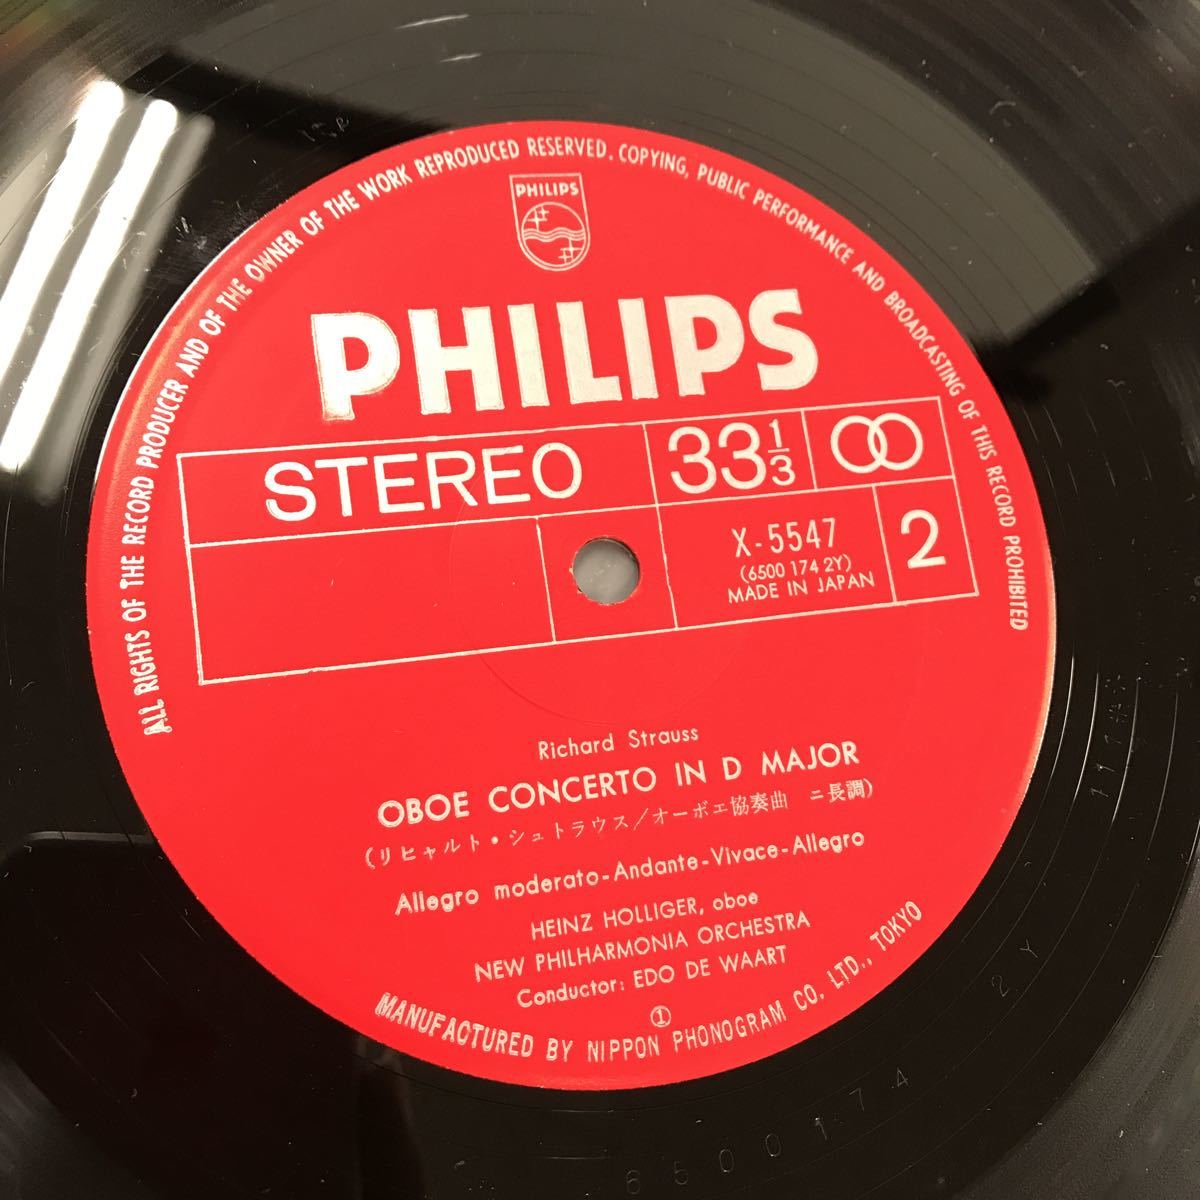 ALL RIGHTS OF THE RECORD PRODUCER AND OF THE OWNER OF THE WORK REPRODUCED RESERVED. COPYING, PUBLIC PERFORMANCE AND BROADCASTING OF THIS RECORD PROHIBITED
PHILIPS
PHILIPS
STEREO
33 1/3
X-5547
(6500 174 2Y)
MADE IN JAPAN
2
Richard Strauss
OBOE CONCERTO IN D MAJOR
(リヒャルト・シュトラウス/オーボエ協奏曲 ニ長調)
Allegro moderato-Andante-Vivace-Allegro
HEINZ HOLLIGER, oboe
NEW PHILHARMONIA ORCHESTRA
Conductor: EDO DE WAART
①
MANUFACTURED BY NIPPON PHONOGRAM CO. LTD., TOKYO
6500174 2Y